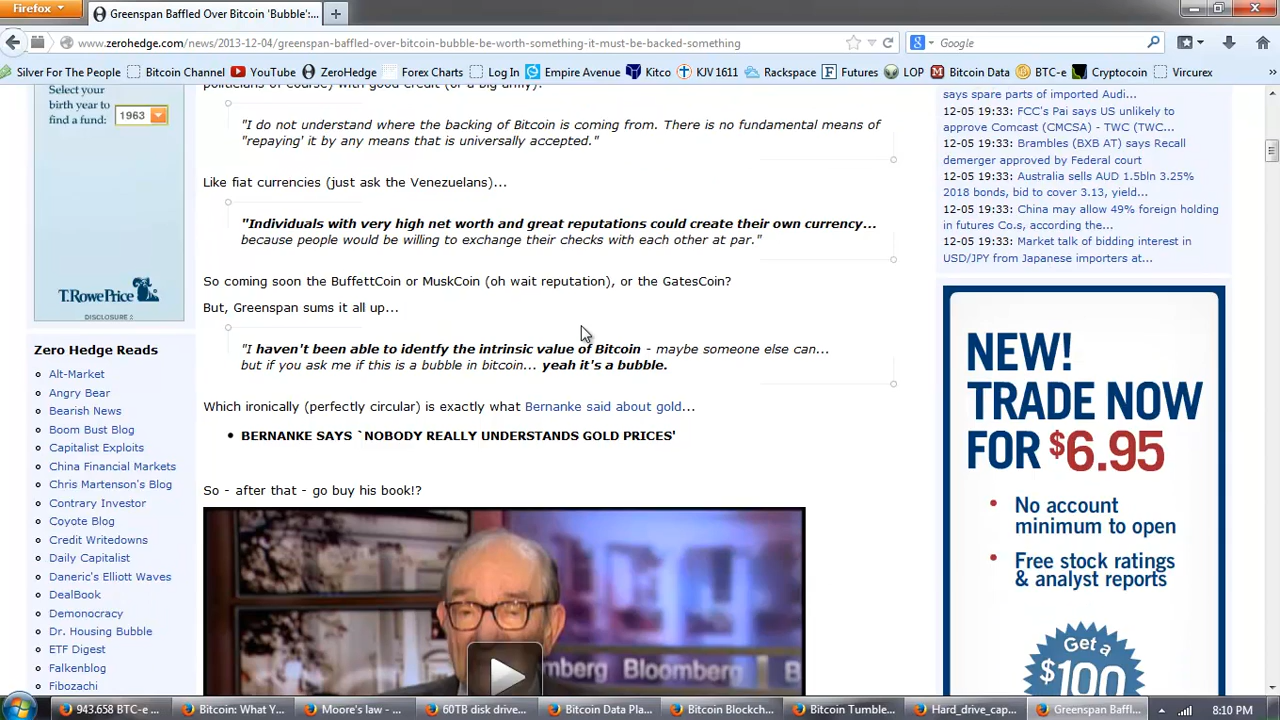 Firefox
Greenspan Baffled Over Bitcoin 'Bubble':...
www.zerohedge.com/news/2013-12-04/greenspan-baffled-over-bitcoin-bubble-be-worth-something-it-must-be-backed-something
Google
Silver For The People
Bitcoin Channel
YouTube
ZeroHedge
Forex Charts
Log In
Empire Avenue
Kitco
KJV 1611
Rackspace
Futures
LOP
Bitcoin Data
BTC-e
Cryptocoin
Vircurex
»
Select your
birth year to
find a fund:
1963
T.RowePrice
DISCLOSURE
Zero Hedge Reads
Alt-Market
Angry Bear
Bearish News
Boom Bust Blog
Capitalist Exploits
China Financial Markets
Chris Martenson's Blog
Contrary Investor
Coyote Blog
Credit Writedowns
Daily Capitalist
Daneric's Elliott Waves
DealBook
Demonocracy
Dr. Housing Bubble
ETF Digest
Falkenblog
Fibozachi
politicians of course) with good credit (or a big army).
"I do not understand where the backing of Bitcoin is coming from. There is no fundamental means of
"repaying' it by any means that is universally accepted."
Like fiat currencies (just ask the Venezuelans)...
"Individuals with very high net worth and great reputations could create their own currency...
because people would be willing to exchange their checks with each other at par."
So coming soon the BuffettCoin or MuskCoin (oh wait reputation), or the GatesCoin?
But, Greenspan sums it all up...
"I haven't been able to identfy the intrinsic value of Bitcoin - maybe someone else can...
but if you ask me if this is a bubble in bitcoin... yeah it's a bubble.
Which ironically (perfectly circular) is exactly what Bernanke said about gold...
BERNANKE SAYS `NOBODY REALLY UNDERSTANDS GOLD PRICES'
So - after that - go buy his book!?
mberg
Bloomberg
B
says spare parts of imported Audi...
12-05 19:33: FCC's Pai says US unlikely to
approve Comcast (CMCSA) - TWC (TWC...
12-05 19:33: Brambles (BXB AT) says Recall
demerger approved by Federal court
12-05 19:33: Australia sells AUD 1.5bln 3.25%
2018 bonds, bid to cover 3.13, yield...
12-05 19:33: China may allow 49% foreign holding
in futures Co.s, according the...
12-05 19:33: Market talk of bidding interest in
USD/JPY from Japanese importers at...
NEW!
TRADE NOW
FOR $6.95
No account
minimum to open
Free stock ratings
& analyst reports
Get a
$100
943.658 BTC-e ...
Bitcoin: What Y...
Moore's law - ...
60TB disk drive...
Bitcoin Data Pla...
Bitcoin Blockch...
Bitcoin Tumble...
Hard_drive_cap...
Greenspan Baffl...
8:10 PM